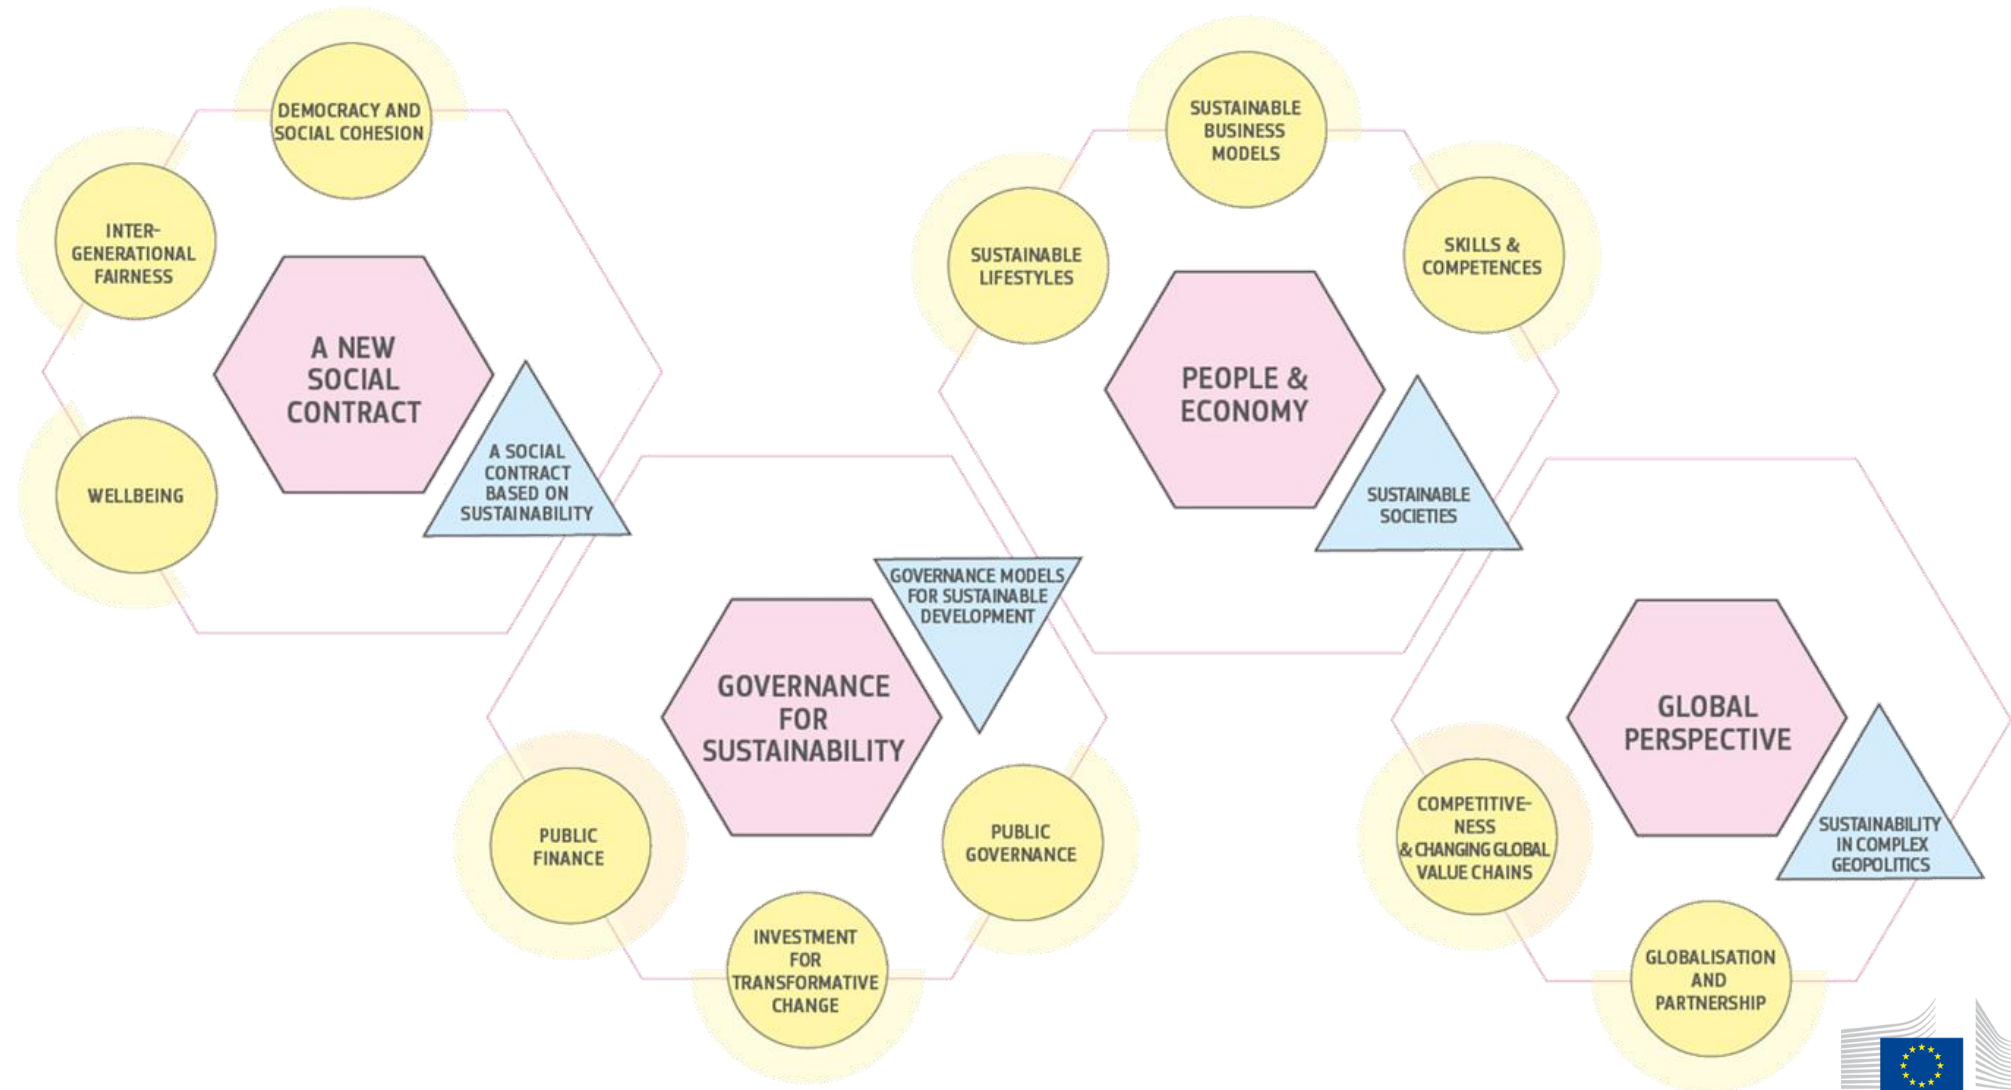 DEMOCRACY AND
SOCIAL COHESION
INTER-
GENERATIONAL
FAIRNESS
A NEW
SOCIAL
CONTRACT
WELLBEING
A SOCIAL
CONTRACT
BASED ON
SUSTAINABILITY
GOVERNANCE MODELS
FOR SUSTAINABLE
DEVELOPMENT
GOVERNANCE
FOR
SUSTAINABILITY
PUBLIC
FINANCE
INVESTMENT
FOR
TRANSFORMATIVE
CHANGE
PUBLIC
GOVERNANCE
SUSTAINABLE
BUSINESS
MODELS
SUSTAINABLE
LIFESTYLES
SKILLS &
COMPETENCES
PEOPLE &
ECONOMY
SUSTAINABLE
SOCIETIES
GLOBAL
PERSPECTIVE
COMPETITIVE-
NESS
& CHANGING GLOBAL
VALUE CHAINS
SUSTAINABILITY
IN COMPLEX
GEOPOLITICS
GLOBALISATION
AND
PARTNERSHIP